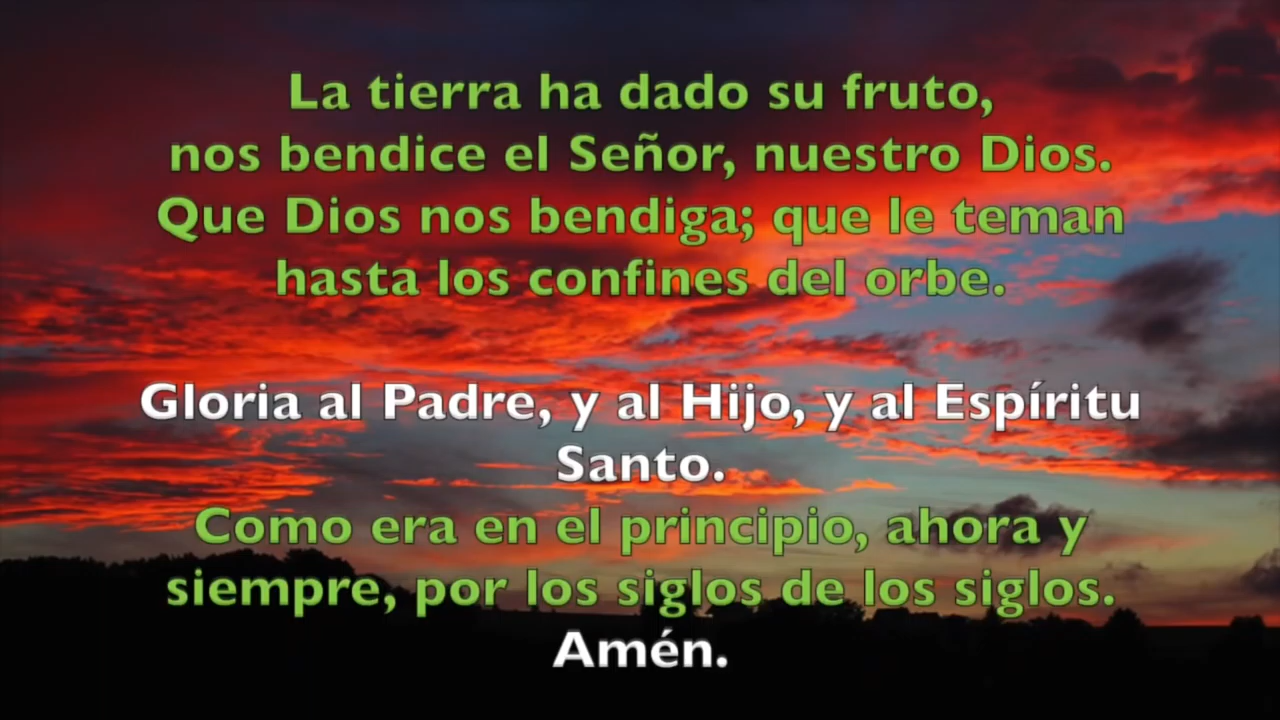 La tierra ha dado su fruto,
nos bendice el Señor, nuestro Dios.
Que Dios nos bendiga; que le teman
hasta los confines del orbe.
Gloria al Padre, y al Hijo, y al Espíritu
Santo.
Como era en el principio, ahora y
siempre, por los siglos de los siglos.
Amén.